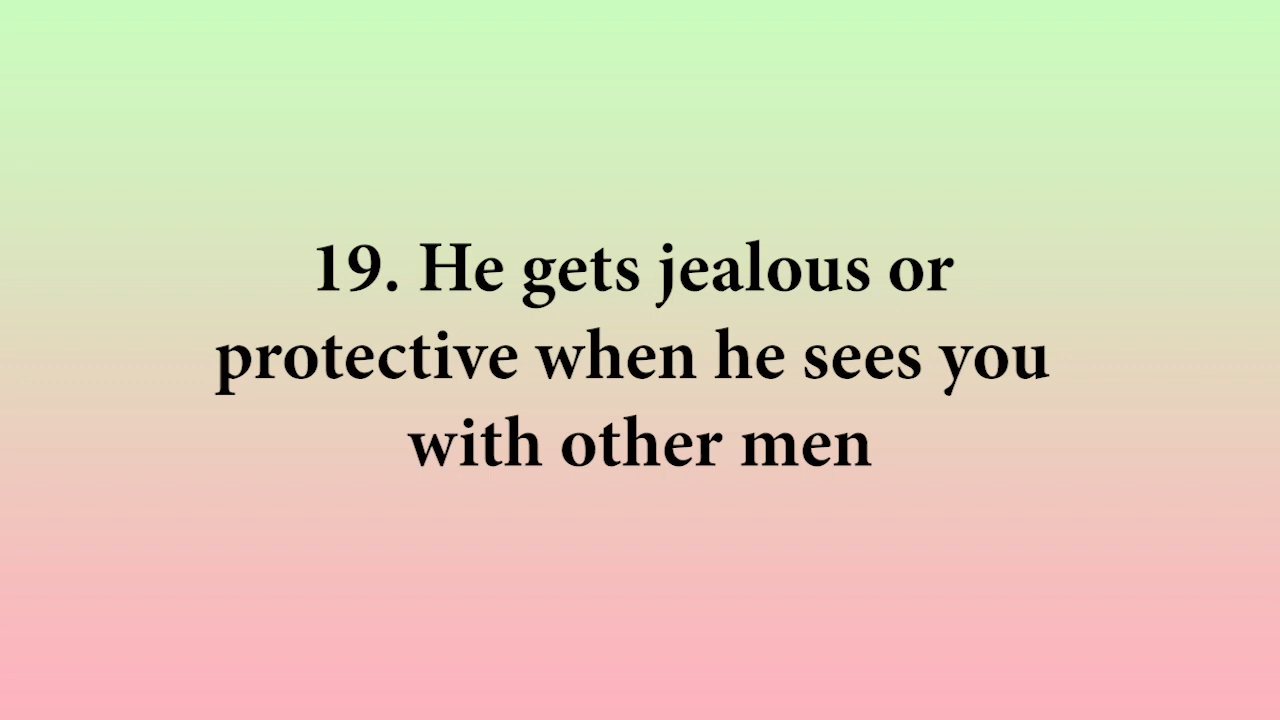 19. He gets jealous or
protective when he sees you
with other men